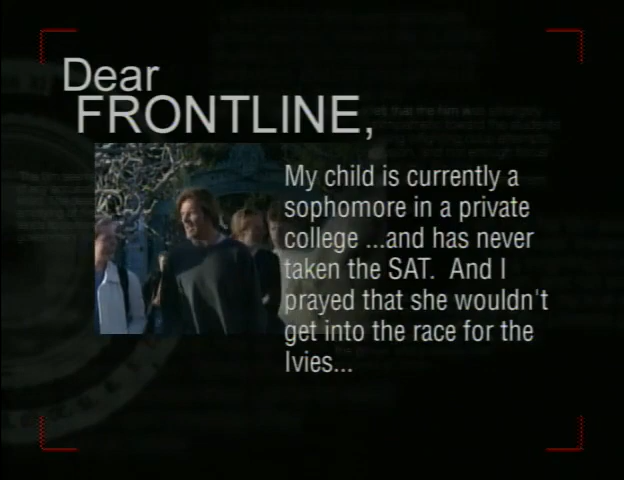 Dear
FRONTLINE,
My child is currently a
sophomore in a private
college ...and has never
taken the SAT. And I
prayed that she wouldn't
get into the race for the
Ivies...